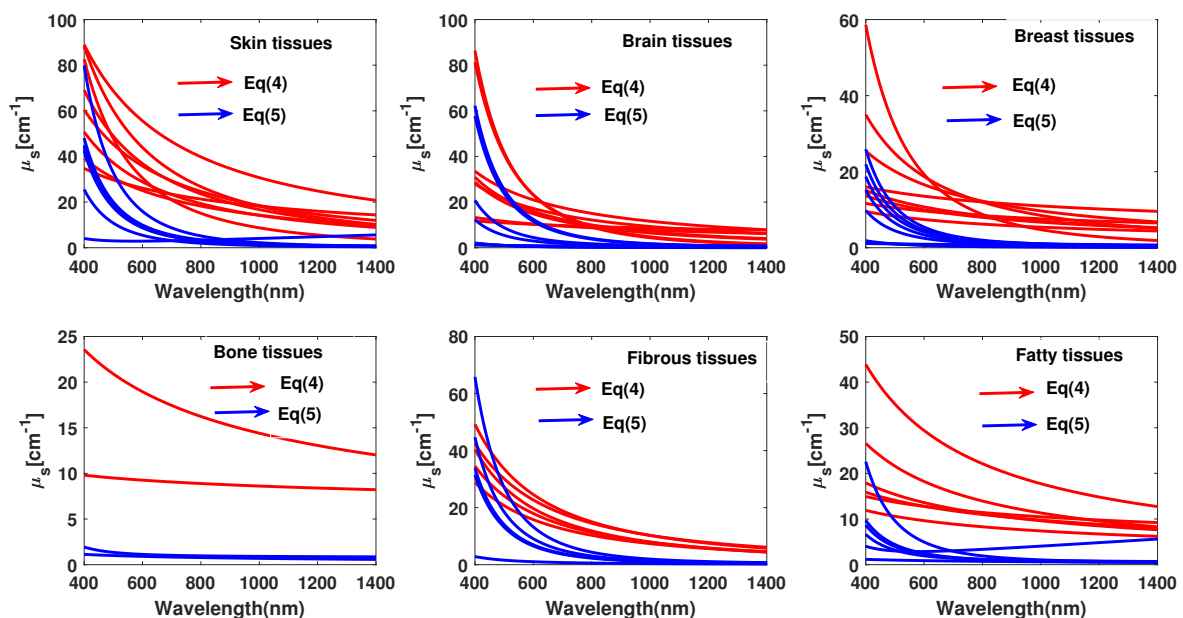 Skin tissues
Eq(4)
Eq(5)
μs[cm-1]
100
80
60
40
20
0
400 600 800 1000 1200 1400
Wavelength(nm)
Brain tissues
Eq(4)
Eq(5)
μs[cm-1]
100
80
60
40
20
0
400 600 800 1000 1200 1400
Wavelength(nm)
Breast tissues
Eq(4)
Eq(5)
μs[cm-1]
60
40
20
0
400 600 800 1000 1200 1400
Wavelength(nm)
Bone tissues
Eq(4)
Eq(5)
μs[cm-1]
25
20
15
10
5
0
400 600 800 1000 1200 1400
Wavelength(nm)
Fibrous tissues
Eq(4)
Eq(5)
μs[cm-1]
80
60
40
20
0
400 600 800 1000 1200 1400
Wavelength(nm)
Fatty tissues
Eq(4)
Eq(5)
μs[cm-1]
50
40
30
20
10
0
400 600 800 1000 1200 1400
Wavelength(nm)